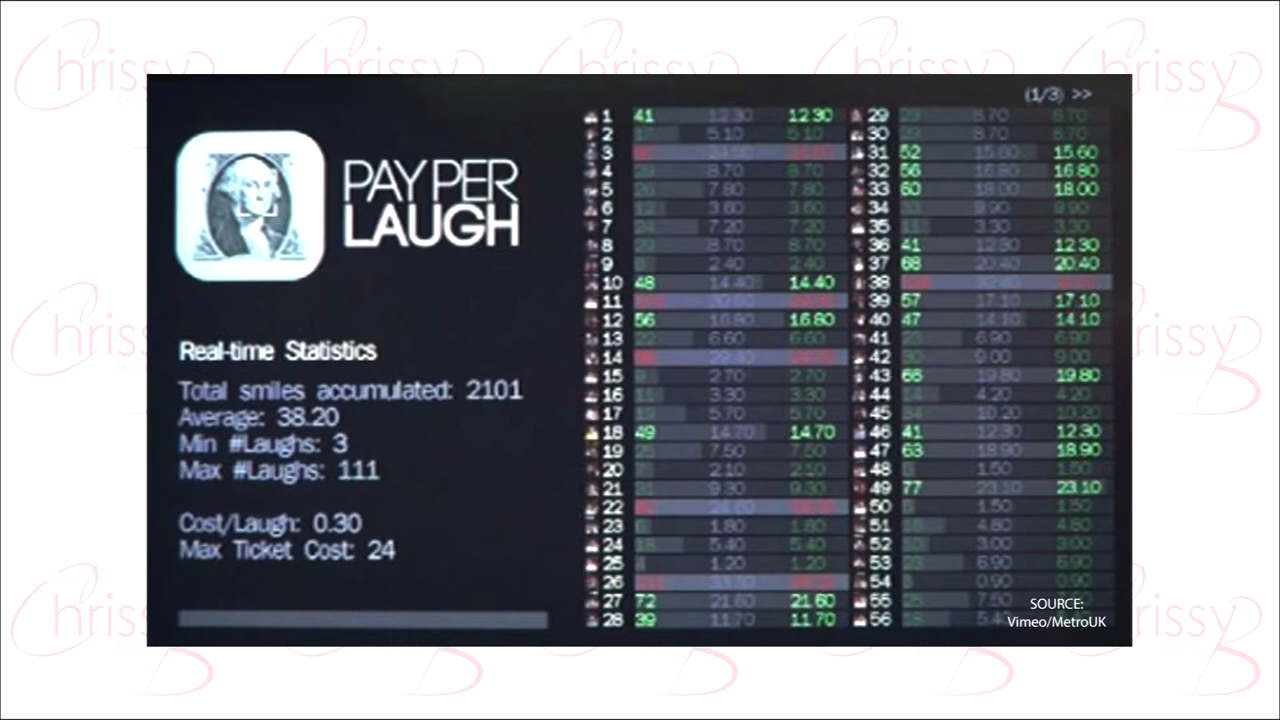 Chrissy B
(1/3) >>
PAY PER
LAUGH
Real-time Statistics
Total smiles accumulated: 2101
Average: 38.20
Min #Laughs: 3
Max #Laughs: 111
Cost/Laugh: 0.30
Max Ticket Cost: 24
1 41 12.30 12.30
2 5.10 5.10
3
4 8.70 8.70
5 7.80 7.80
6 3.60 3.60
7 7.20 7.20
8 8.70 8.70
9 2.40 2.40
10 48 14.40 14.40
11
12 56 16.80 16.80
13 6.60 6.60
14
15 2.70 2.70
16 3.30 3.30
17 5.70 5.70
18 49 14.70 14.70
19 7.50 7.50
20 2.10 2.10
21 9.30 9.30
22
23 1.80 1.80
24 5.40 5.40
25 1.20 1.20
26
27 72 21.60 21.60
28 39 11.70 11.70
29 8.70 8.70
30 8.70 8.70
31 52 15.60 15.60
32 56 16.80 16.80
33 60 18.00 18.00
34 9.90 9.90
35 3.30 3.30
36 41 12.30 12.30
37 68 20.40 20.40
38
39 57 17.10 17.10
40 47 14.10 14.10
41 6.90 6.90
42 9.00 9.00
43 66 19.80 19.80
44 4.20 4.20
45 10.20 10.20
46 41 12.30 12.30
47 63 18.90 18.90
48 1.50 1.50
49 77 23.10 23.10
50 1.50 1.50
51 4.80 4.80
52 3.00 3.00
53 6.90 6.90
54 0.90 0.90
55 7.50
56
SOURCE:
Vimeo/MetroUK